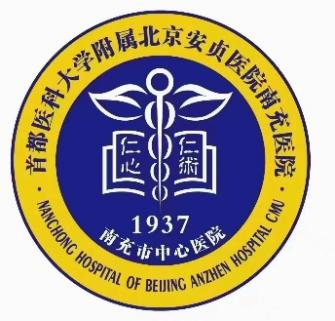 ·首都医科大学附属北京安贞医院南充医院·
仁心
仁術
1937
南充市中心医院
NANCHONG HOSPITAL OF BEIJING ANZHEN HOSPITAL CMU